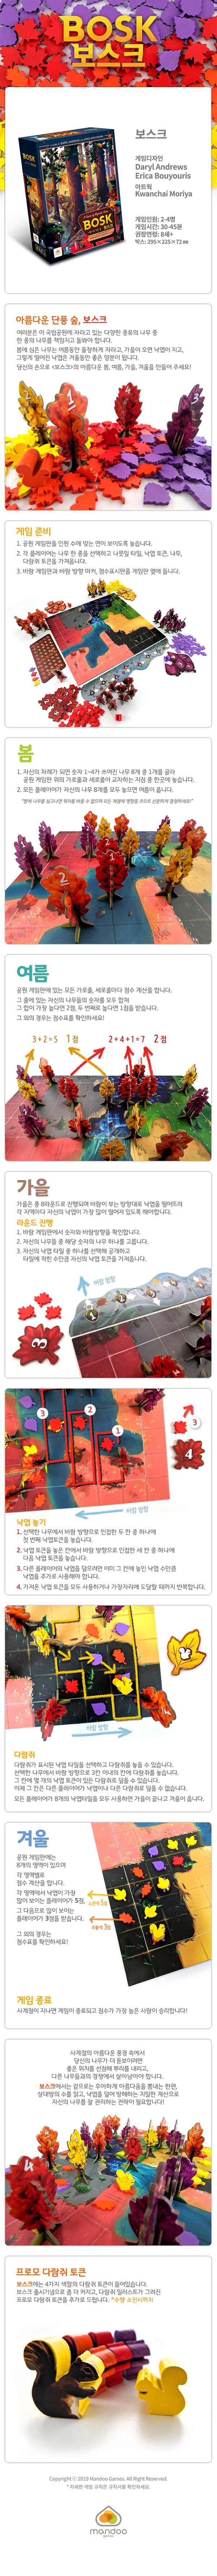 BOSK
보스크
BOSK
보스크
게임디자인
Daryl Andrews
Erica Bouyouris
아트웍
Kwanchai Moriya
게임인원: 2-4명
게임시간: 30-45분
권장연령: 8세+
박스: 295×225×72㎜
아름다운 단풍 숲, 보스크
여러분은 이 국립공원에 자라고 있는 다양한 종류의 나무 중
한 종의 나무를 책임지고 돌봐야 합니다.
봄에 심은 나무는 여름동안 울창하게 자라고, 가을이 오면 낙엽이 지고,
그렇게 떨어진 낙엽은 겨울동안 좋은 양분이 됩니다.
당신의 손으로 <보스크>의 아름다운 봄, 여름, 가을, 겨울을 만들어 주세요!
게임 준비
1. 공원 게임판을 인원 수에 맞는 면이 보이도록 놓습니다.
2. 각 플레이어는 나무 한 종을 선택하고 나뭇잎 타일, 낙엽 토큰, 나무,
다람쥐 토큰을 가져옵니다.
3. 바람 게임판과 바람 방향 마커, 점수표시판을 게임판 옆에 둡니다.
봄
1. 자신의 차례가 되면 숫자 1~4가 쓰여진 나무 8개 중 1개를 골라
공원 게임판 위의 가로줄과 세로줄이 교차하는 지점 중 한곳에 놓습니다.
2. 모든 플레이어가 자신의 나무 8개를 모두 놓으면 여름이 옵니다.
여름
공원 게임판에 있는 모든 가로줄, 세로줄마다 점수 계산을 합니다.
그 줄에 있는 자신의 나무들의 숫자를 모두 합쳐
그 합이 가장 높다면 2점, 두 번째로 높다면 1점을 받습니다.
그 외의 경우는 점수표를 확인하세요!
3+2=5 1점
2+4+1=7 2점
가을
가을은 총 8라운드로 진행되며 바람이 부는 방향대로 낙엽을 떨어뜨려
각 지역마다 자신의 낙엽이 가장 많이 떨어져 있도록 해야합니다.
라운드 진행
1. 바람 게임판에서 숫자와 바람방향을 확인합니다.
2. 자신의 나무들 중 해당 숫자의 나무 하나를 고릅니다.
3. 자신의 낙엽 타일 중 하나를 선택해 공개하고
타일에 적힌 수만큼 자신의 낙엽 토큰을 가져옵니다.
바람 방향
3
2
1
3
4
바람 방향
낙엽 놓기
1. 선택한 나무에서 바람 방향으로 인접한 두 칸 중 하나에
첫 번째 낙엽토큰을 놓습니다.
2. 낙엽 토큰을 놓은 칸에서 바람 방향으로 인접한 세 칸 중 하나에
다음 낙엽 토큰을 놓습니다.
3. 다른 플레이어의 낙엽을 덮으려면 이미 그 칸에 놓인 낙엽 수만큼
낙엽을 추가로 사용해야 합니다.
4. 가져온 낙엽 토큰을 모두 사용하거나 가장자리에 도달할 때까지 반복합니다.
바람 방향
다람쥐
다람쥐가 표시된 낙엽 타일을 선택하고 다람쥐를 놓을 수 있습니다.
선택한 나무에서 바람 방향으로 3칸 이내의 칸에 다람쥐를 놓습니다.
그 칸에 몇 개의 낙엽 토큰이 있든 다람쥐로 덮을 수 있습니다.
이제 그 칸은 다른 플레이어가 낙엽이나 다른 다람쥐로 덮을 수 없습니다.
모든 플레이어가 8개의 낙엽타일을 모두 사용하면 가을이 끝나고 겨울이 옵니다.
겨울
공원 게임판에는
8개의 영역이 있으며
각 영역별로
점수 계산을 합니다.
각 영역에서 낙엽이 가장
많이 보이는 플레이어가 5점,
그 다음으로 많이 보이는
플레이어가 3점을 받습니다.
그 외의 경우는
점수표를 확인하세요!
노란색 5점
게임 종료
사계절이 지나면 게임이 종료되고 점수가 가장 높은 사람이 승리합니다!
사계절의 아름다운 풍경 속에서
당신의 나무가 더 돋보이려면
좋은 위치를 선점해 뿌리를 내리고,
다른 나무들과의 경쟁에서 살아남아야 합니다.
보스크에서는 겉으로는 우아하게 아름다움을 뽐내는 한편,
상대방의 수를 읽고, 낙엽을 덮어 방해하는 치밀한 계산으로
자신의 나무를 잘 관리하는 전략이 필요합니다!
프로모 다람쥐 토큰
보스크에는 4가지 색깔의 다람쥐 토큰이 들어있습니다.
보스크 출시기념으로 좀 더 커지고, 다람쥐 일러스트가 그려진
프로모 다람쥐 토큰을 추가로 드립니다. *수량 소진시까지
Copyright ⓒ 2019 Mandoo Games. All Right Reserved.
* 자세한 게임 규칙은 규칙서를 확인하세요.
mandoo
games